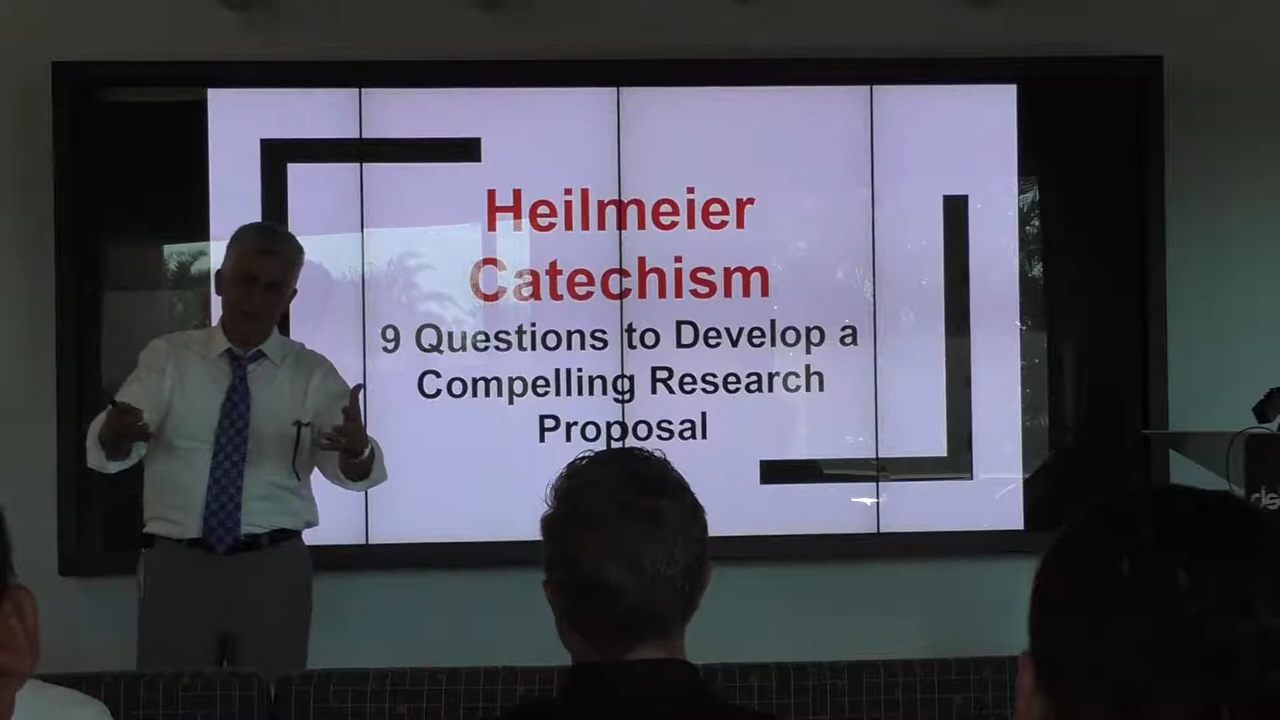 Heilmeier
Catechism
9 Questions to Develop a
Compelling Research
Proposal